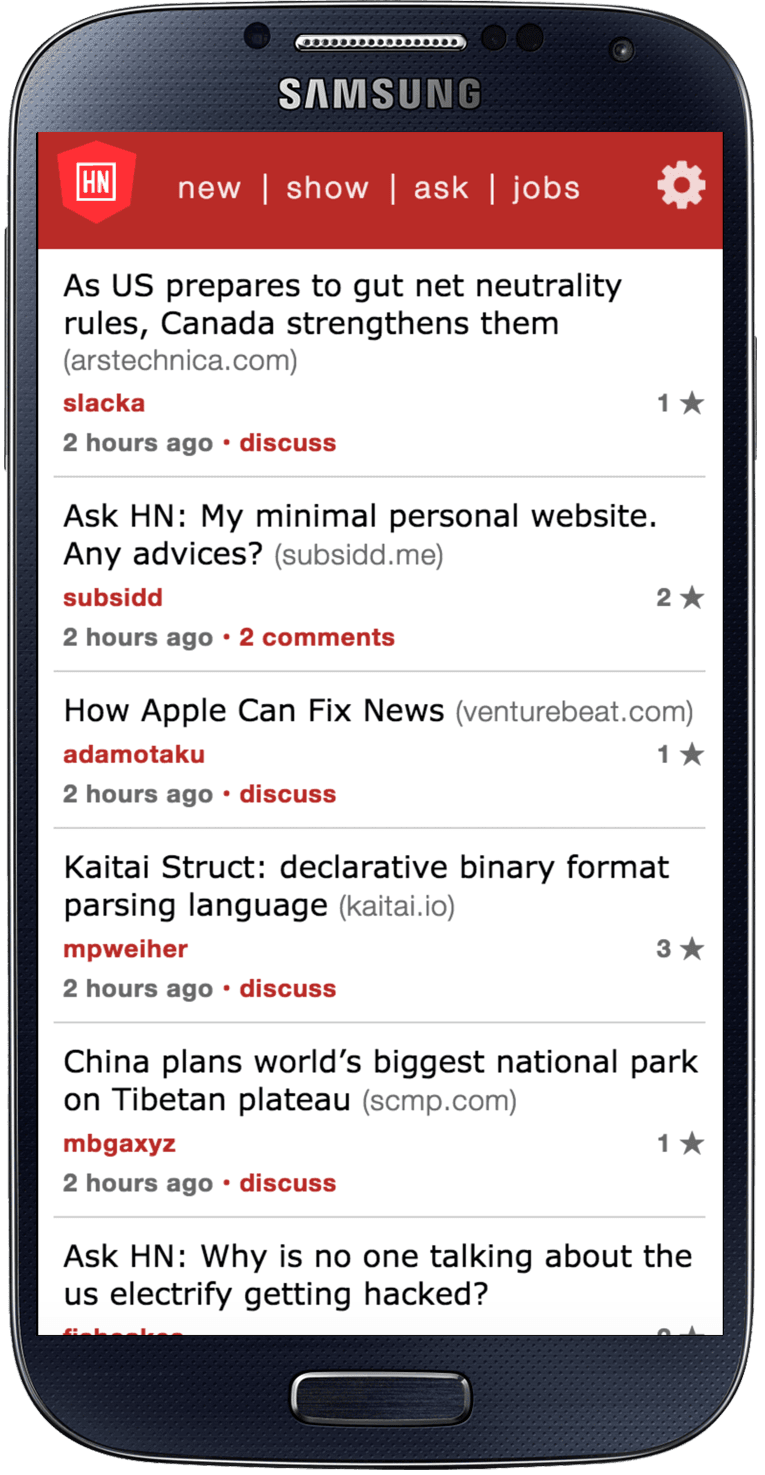 SAMSUNG
HN new | show | ask | jobs
As US prepares to gut net neutrality
rules, Canada strengthens them
(arstechnica.com)
slacka 1 ★
2 hours ago • discuss
Ask HN: My minimal personal website.
Any advices? (subsidd.me)
subsidd 2 ★
2 hours ago • 2 comments
How Apple Can Fix News (venturebeat.com)
adamotaku 1 ★
2 hours ago • discuss
Kaitai Struct: declarative binary format
parsing language (kaitai.io)
mpweiher 3 ★
2 hours ago • discuss
China plans world’s biggest national park
on Tibetan plateau (scmp.com)
mbgaxyz 1 ★
2 hours ago • discuss
Ask HN: Why is no one talking about the
us electrify getting hacked?